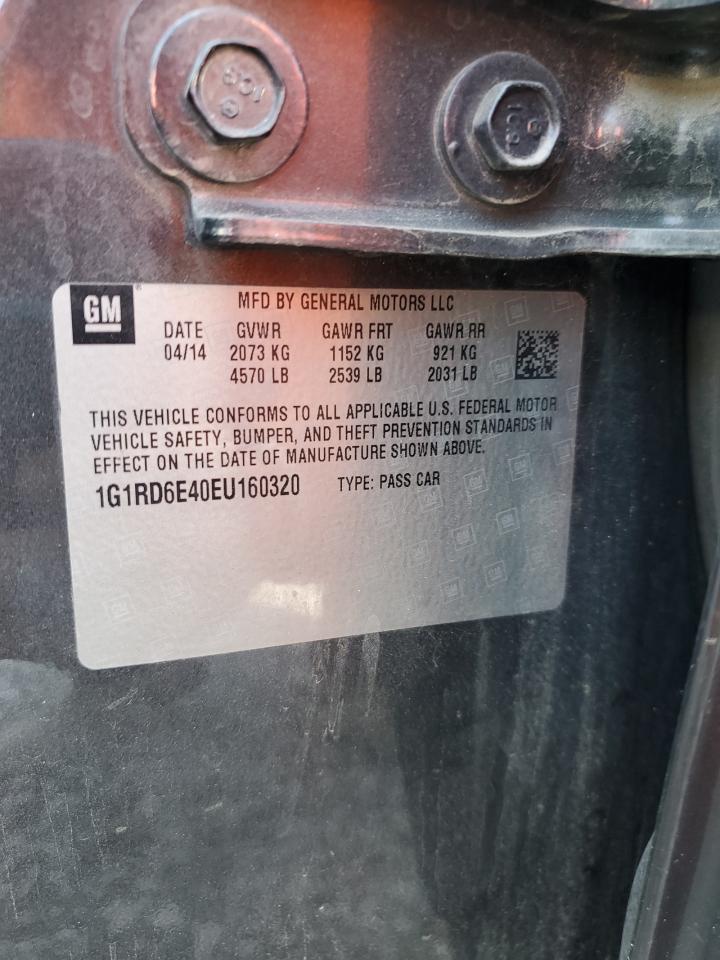 GM
MFD BY GENERAL MOTORS LLC
DATE GVWR GAWR FRT GAWR RR
04/14 2073 KG 1152 KG 921 KG
4570 LB 2539 LB 2031 LB
THIS VEHICLE CONFORMS TO ALL APPLICABLE U.S. FEDERAL MOTOR
VEHICLE SAFETY, BUMPER, AND THEFT PREVENTION STANDARDS IN
EFFECT ON THE DATE OF MANUFACTURE SHOWN ABOVE.
1G1RD6E40EU160320 TYPE: PASS CAR